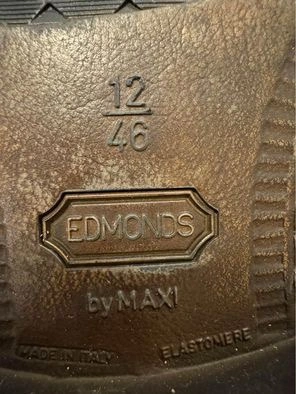 12
46
EDMONDS
by MAXI
MADE IN ITALY ELASTOMERE